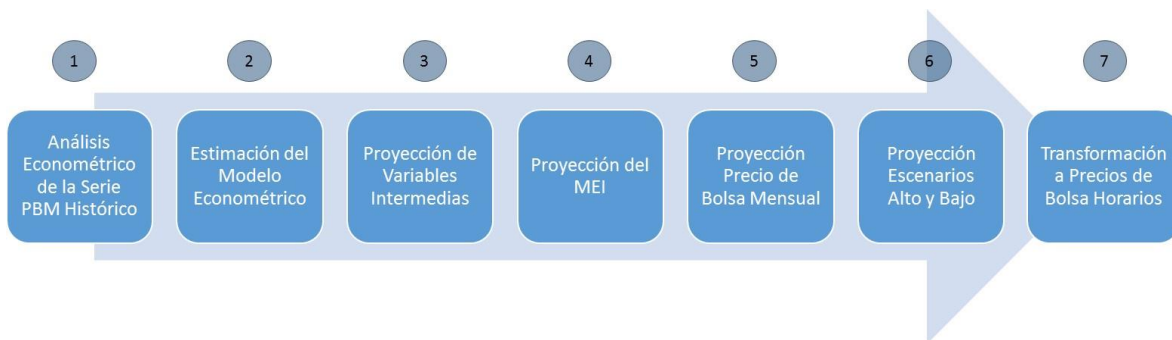 1
2
3
4
5
6
7
Análisis
Econométrico
de la Serie
PBM Histórico
Estimación del
Modelo
Econométrico
Proyección de
Variables
Intermedias
Proyección del
MEI
Proyección
Precio de
Bolsa Mensual
Proyección
Escenarios
Alto y Bajo
Transformación
a Precios de
Bolsa Horarios